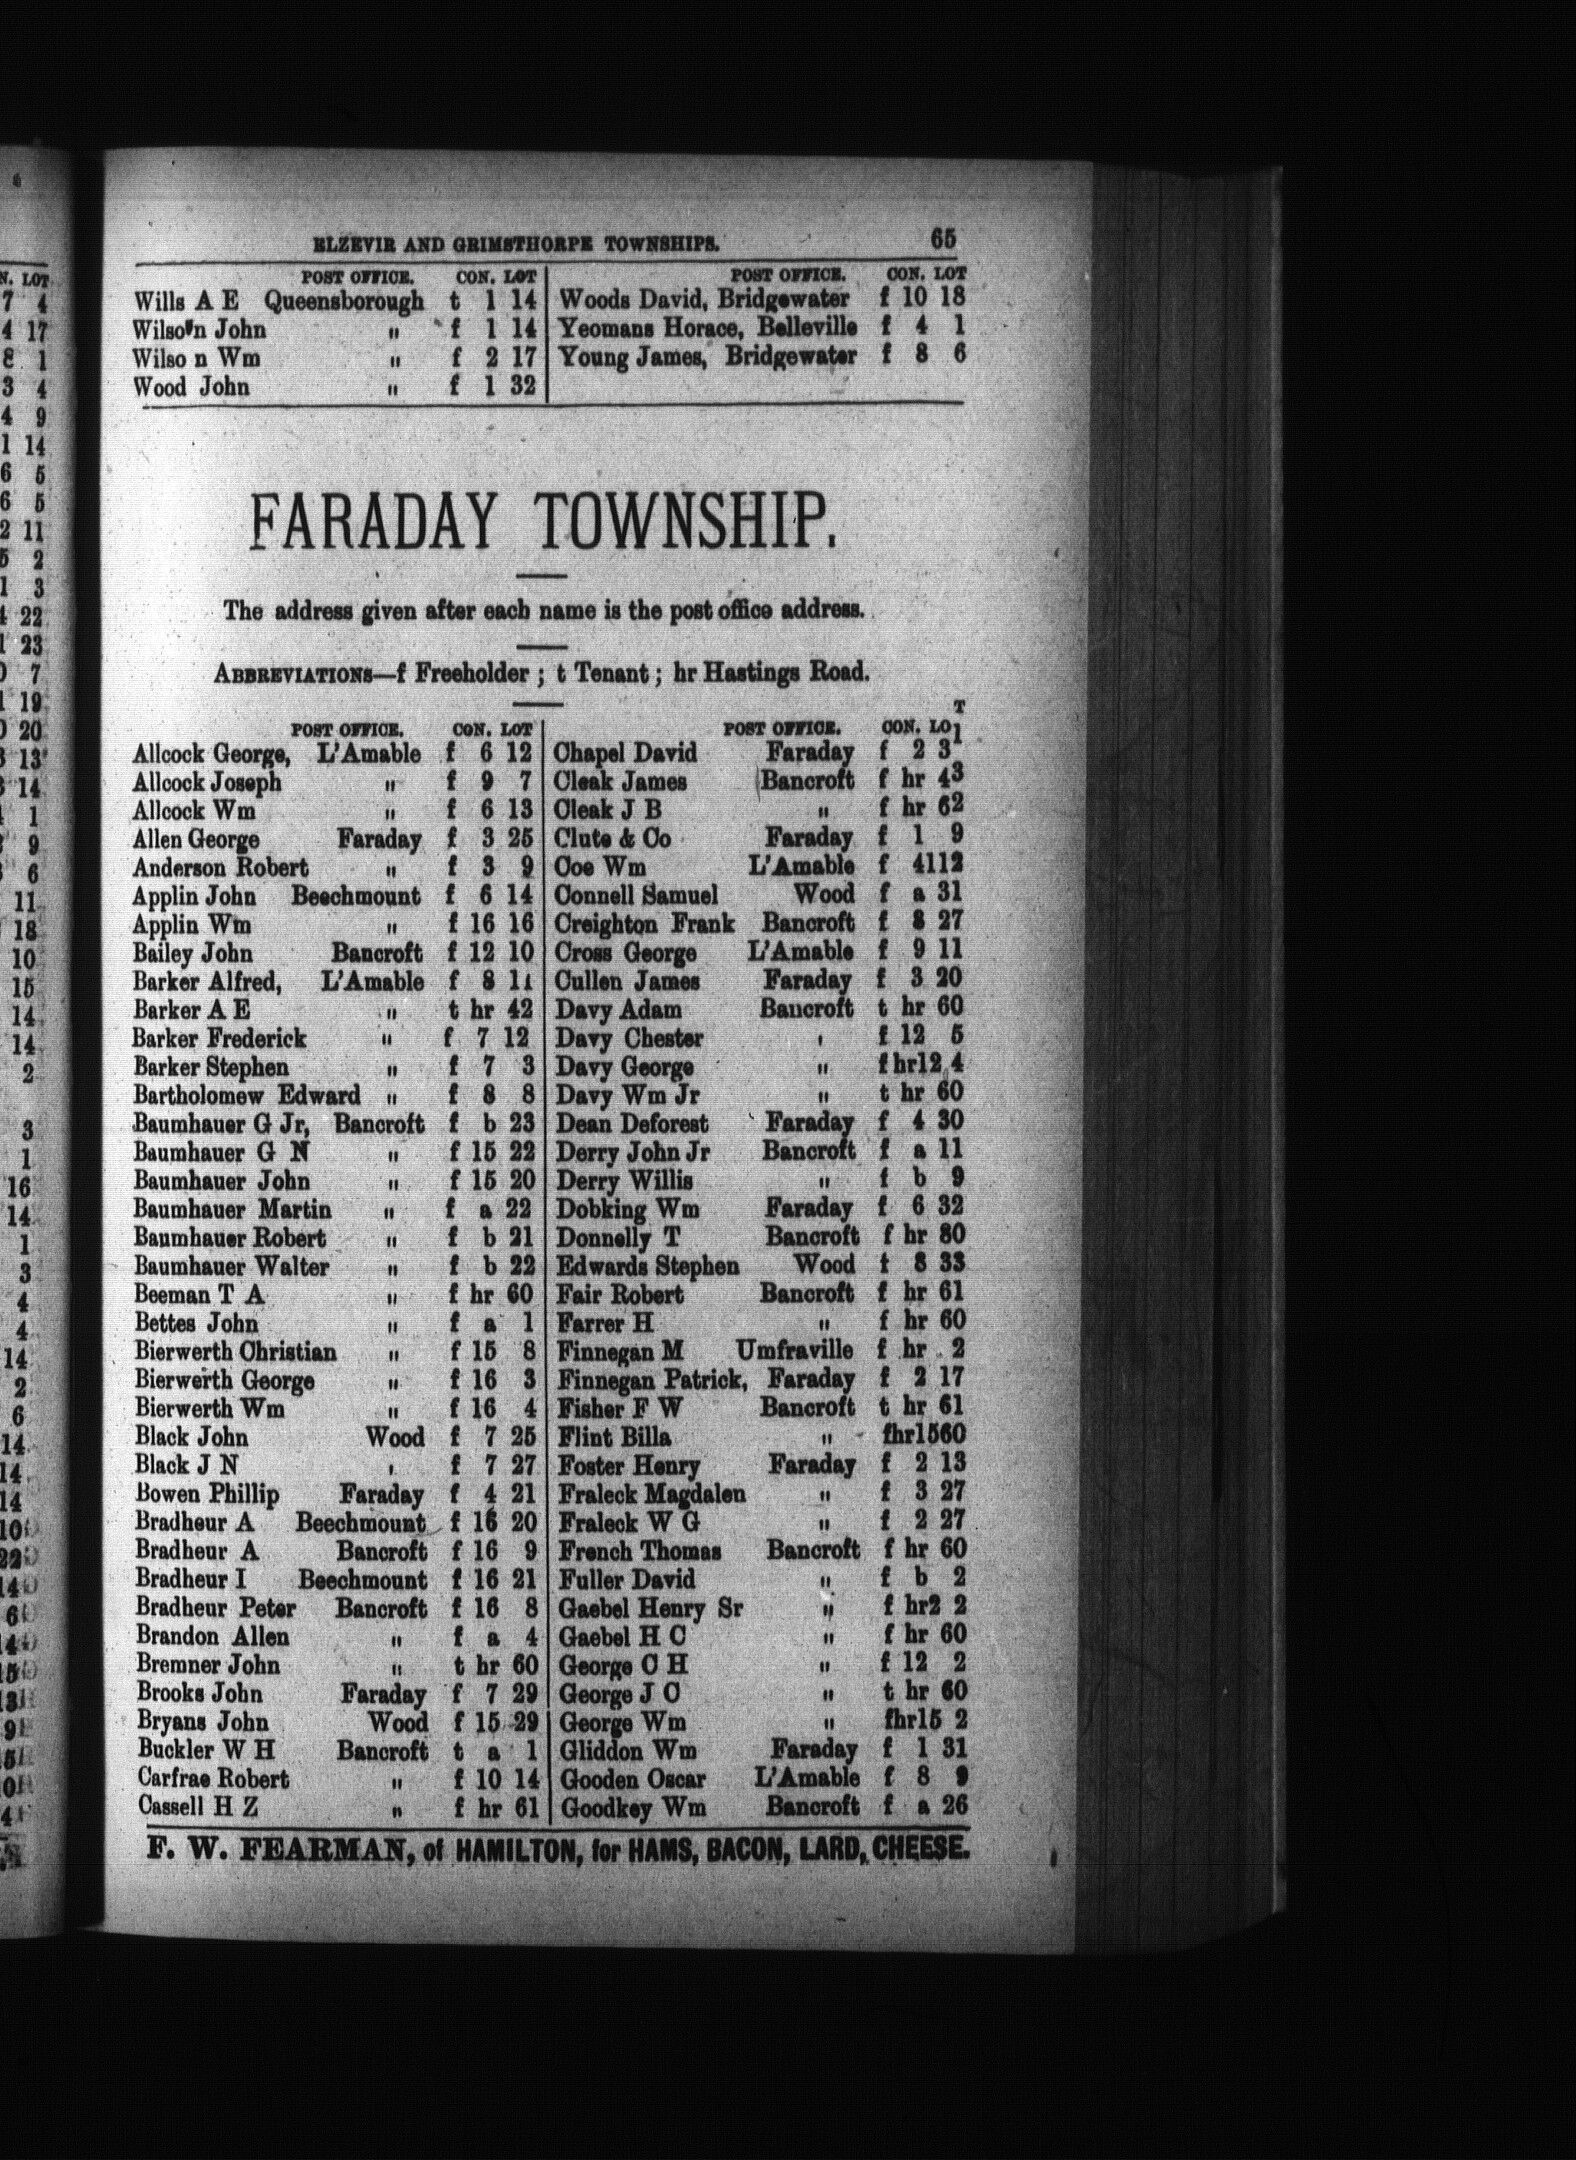 ELZEVIR AND GRIMSTHORPE TOWNSHIPS. 65
POST OFFICE. CON. LOT
Wills A E Queensborough t 1 14
Wilso"n John " f 1 14
Wilso n Wm " f 2 17
Wood John " f 1 32
POST OFFICE. CON. LOT
Woods David, Bridgewater f 10 18
Yeomans Horace, Belleville f 4 1
Young James, Bridgewater f 8 6
FARADAY TOWNSHIP.
The address given after each name is the post office address.
ABBREVIATIONS—f Freeholder ; t Tenant ; hr Hastings Road.
POST OFFICE. CON. LOT
Allcock George, L'Amable f 6 12
Allcock Joseph " f 9 7
Allcock Wm " f 6 13
Allen George Faraday f 3 25
Anderson Robert " f 3 9
Applin John Beechmount f 6 14
Applin Wm " f 16 16
Bailey John Bancroft f 12 10
Barker Alfred, L'Amable f 8 11
Barker A E " t hr 42
Barker Frederick " f 7 12
Barker Stephen " f 7 3
Bartholomew Edward " f 8 8
Baumhauer G Jr, Bancroft f b 23
Baumhauer G N " f 15 22
Baumhauer John " f 15 20
Baumhauer Martin " f a 22
Baumhauer Robert " f b 21
Baumhauer Walter " f b 22
Beeman T A " f hr 60
Bettes John " f a 1
Bierwerth Christian " f 15 8
Bierwerth George " f 16 3
Bierwerth Wm " f 16 4
Black John Wood f 7 25
Black J N ' f 7 27
Bowen Phillip Faraday f 4 21
Bradheur A Beechmount f 16 20
Bradheur A Bancroft f 16 9
Bradheur I Beechmount f 16 21
Bradheur Peter Bancroft f 16 8
Brandon Allen " f a 4
Bremner John " t hr 60
Brooks John Faraday f 7 29
Bryans John Wood f 15 29
Buckler W H Bancroft t a 1
Carfrae Robert " f 10 14
Cassell H Z " f hr 61
POST OFFICE. CON. LOT
Chapel David Faraday f 2 31
Cleak James Bancroft f hr 43
Cleak J B " f hr 62
Clute & Co Faraday f 1 9
Coe Wm L'Amable f 4112
Connell Samuel Wood f a 31
Creighton Frank Bancroft f 8 27
Cross George L'Amable f 9 11
Cullen James Faraday f 3 20
Davy Adam Bancroft t hr 60
Davy Chester ' f 12 5
Davy George " f hr12 4
Davy Wm Jr " t hr 60
Dean Deforest Faraday f 4 30
Derry John Jr Bancroft f a 11
Derry Willis " f b 9
Dobking Wm Faraday f 6 32
Donnelly T Bancroft f hr 80
Edwards Stephen Wood t 8 33
Fair Robert Bancroft f hr 61
Farrer H " f hr 60
Finnegan M Umfraville f hr 2
Finnegan Patrick, Faraday f 2 17
Fisher F W Bancroft t hr 61
Flint Billa " fhr1560
Foster Henry Faraday f 2 13
Fraleck Magdalen " f 3 27
Fraleck W G " f 2 27
French Thomas Bancroft f hr 60
Fuller David " f b 2
Gaebel Henry Sr " f hr2 2
Gaebel H C " f hr 60
George C H " f 12 2
George J C " t hr 60
George Wm " fhr15 2
Gliddon Wm Faraday f 1 31
Gooden Oscar L'Amable f 8 9
Goodkey Wm Bancroft f a 26
F. W. FEARMAN, of HAMILTON, for HAMS, BACON, LARD, CHEESE.